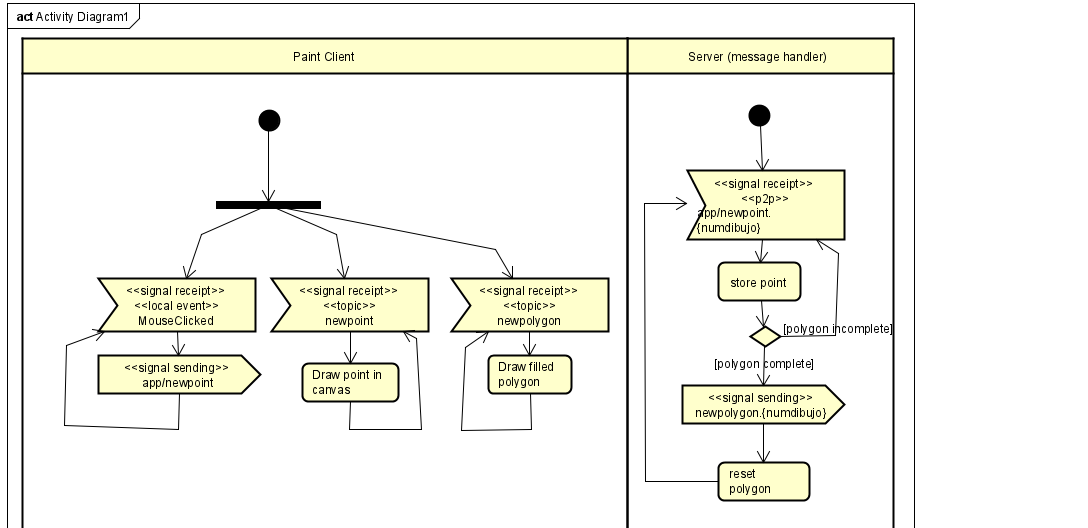 act Activity Diagram1
Paint Client
Server (message handler)
<<signal receipt>>
<<local event>>
MouseClicked
<<signal sending>>
app/newpoint
<<signal receipt>>
<<topic>>
newpoint
Draw point in
canvas
<<signal receipt>>
<<topic>>
newpolygon
Draw filled
polygon
<<signal receipt>>
<<p2p>>
app/newpoint.
{numdibujo}
store point
[polygon incomplete]
[polygon complete]
<<signal sending>>
newpolygon.{numdibujo}
reset
polygon